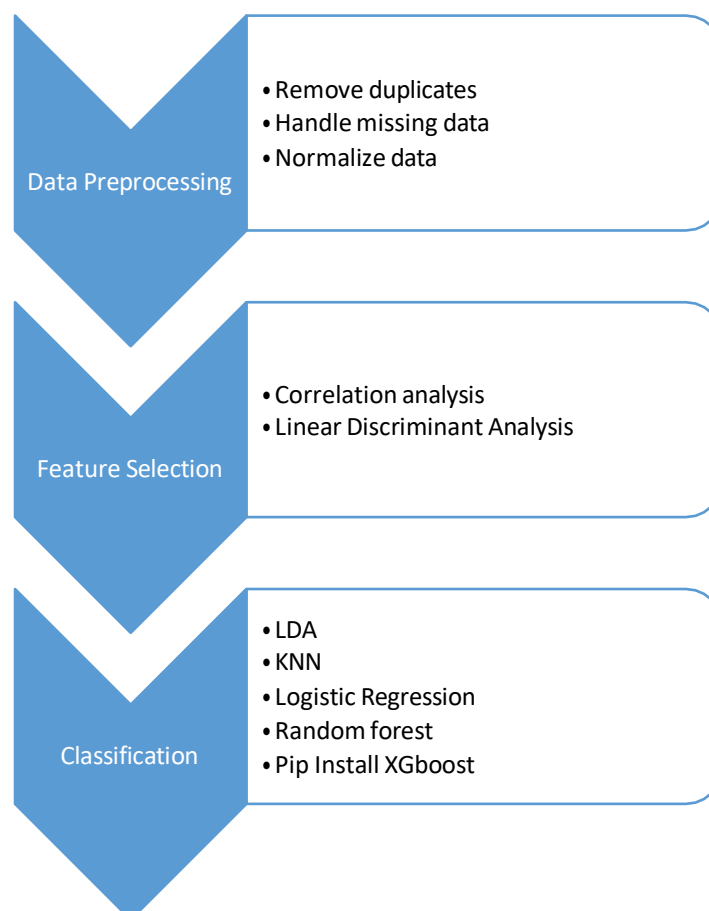 Data Preprocessing
• Remove duplicates
• Handle missing data
• Normalize data
Feature Selection
• Correlation analysis
• Linear Discriminant Analysis
Classification
• LDA
• KNN
• Logistic Regression
• Random forest
• Pip Install XGboost